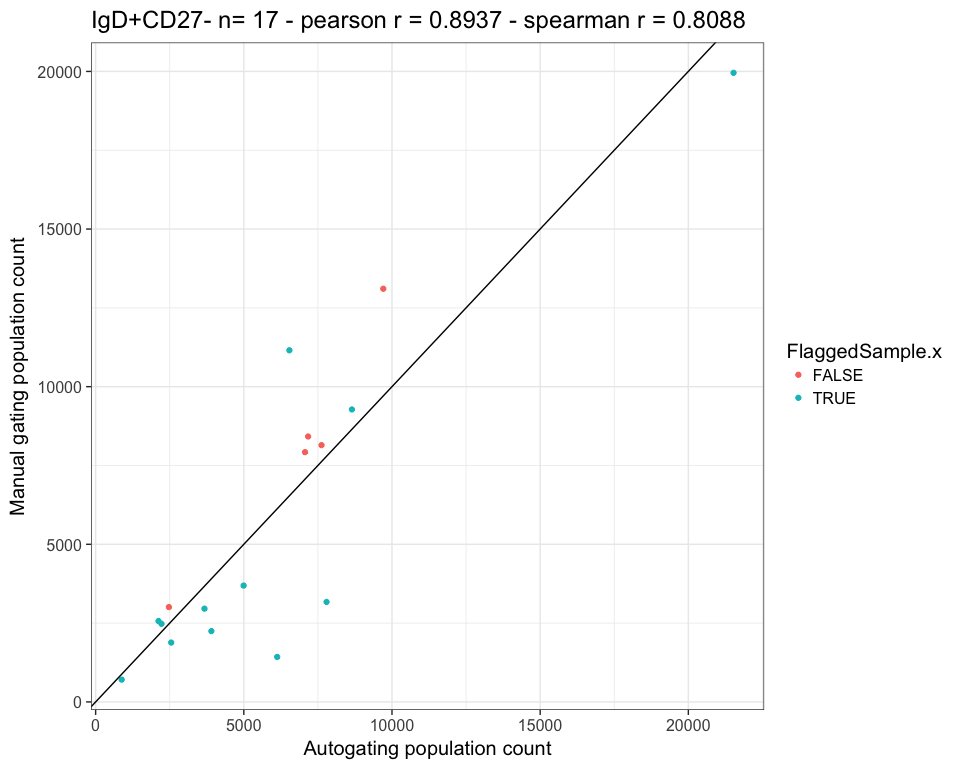 IgD+CD27- n= 17 - pearson r = 0.8937 - spearman r = 0.8088
20000
15000
10000
5000
0
Manual gating population count
0 5000 10000 15000 20000
Autogating population count
FlaggedSample.x
FALSE
TRUE